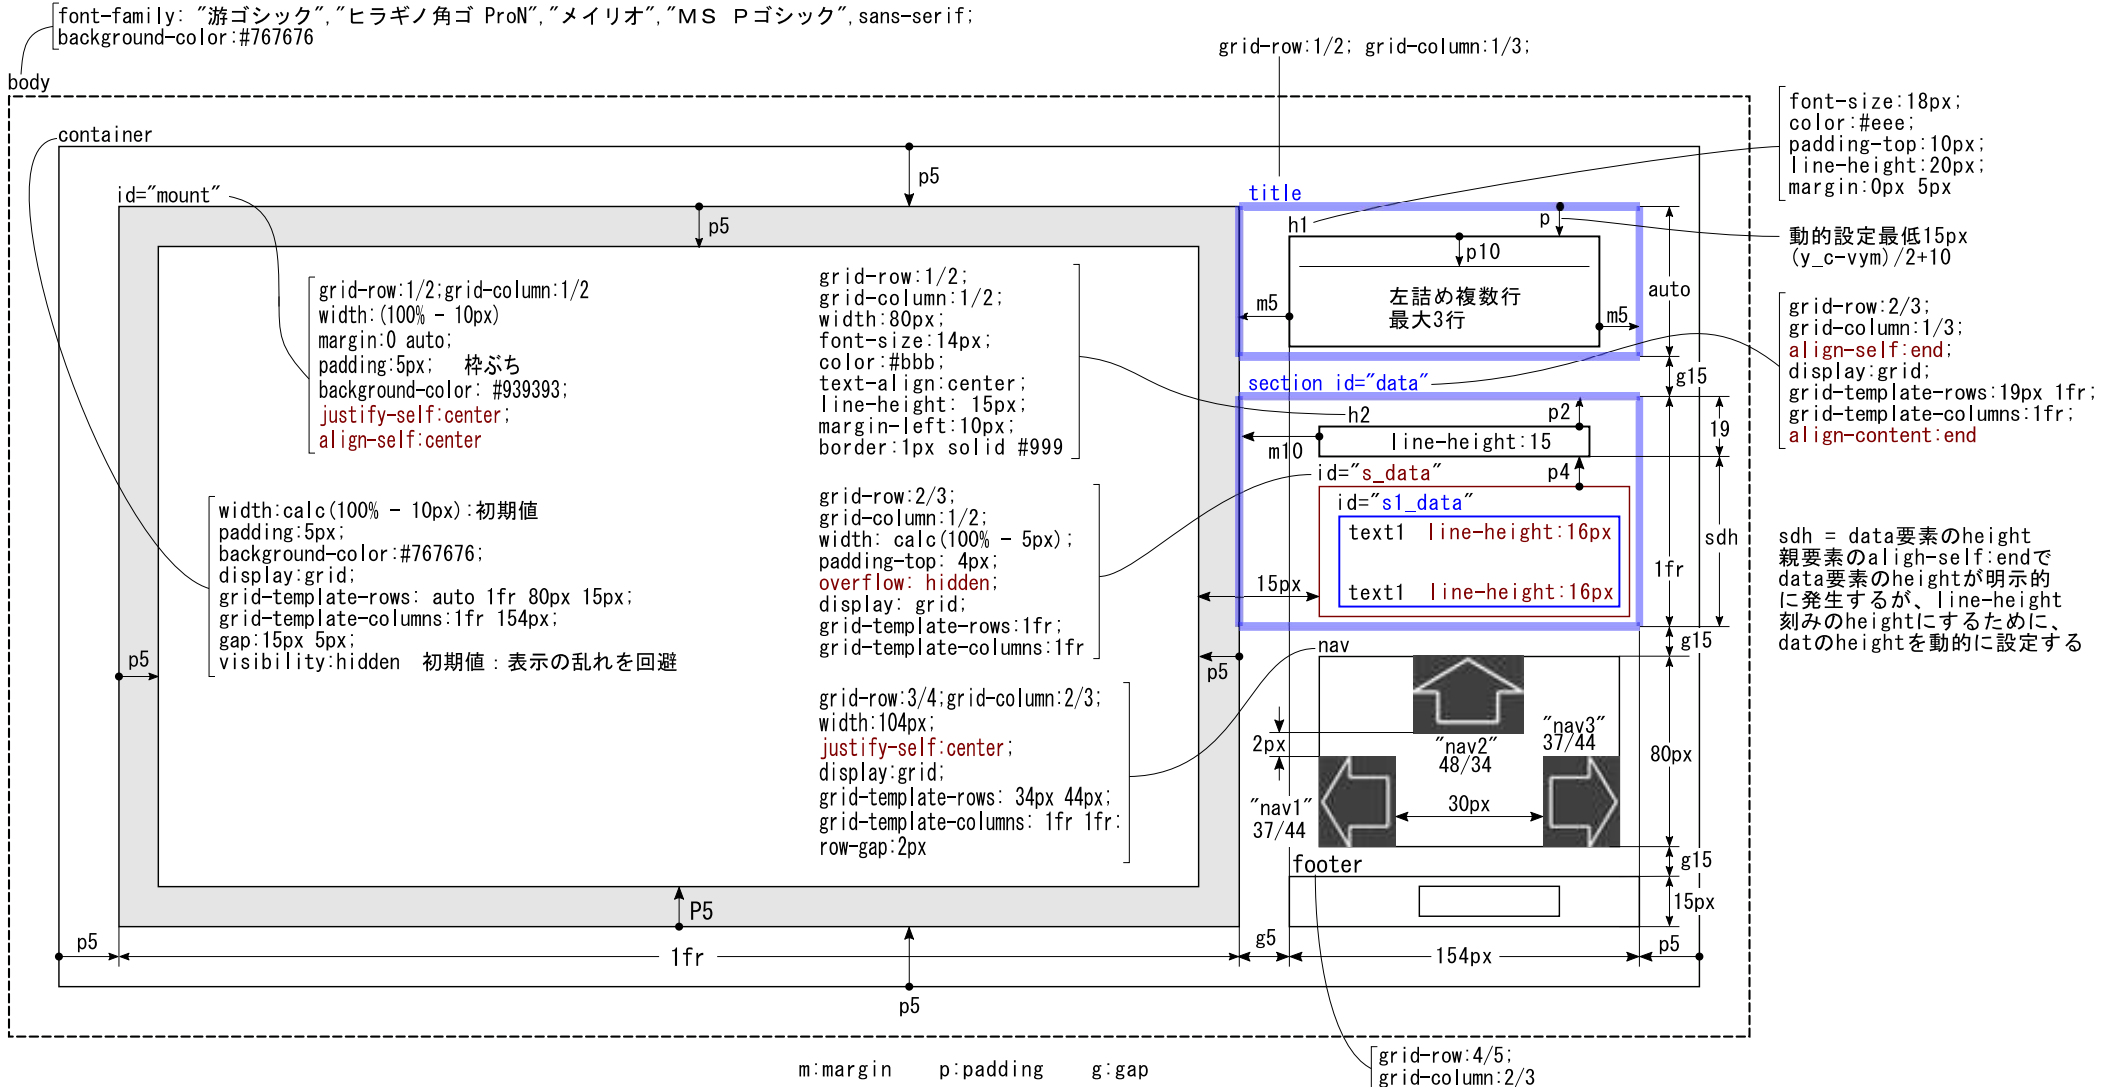 font-family: "游ゴシック","ヒラギノ角ゴ ProN","メイリオ","ＭＳ Ｐゴシック",sans-serif;
background-color:#767676
body
grid-row:1/2; grid-column:1/3;
font-size:18px;
color:#eee;
padding-top:10px;
line-height:20px;
margin:0px 5px
container
p5
id="mount"
p5
title
h1
p
p10
左詰め複数行
最大3行
m5
m5
auto
動的設定最低15px
(y_c-vym)/2+10
grid-row:1/2;grid-column:1/2
width:(100% - 10px)
margin:0 auto;
padding:5px;　枠ぶち
background-color: #939393;
justify-self:center;
align-self:center
grid-row:1/2;
grid-column:1/2;
width:80px;
font-size:14px;
color:#bbb;
text-align:center;
line-height: 15px;
margin-left:10px;
border:1px solid #999
section id="data"
g15
grid-row:2/3;
grid-column:1/3;
align-self:end;
display:grid;
grid-template-rows:19px 1fr;
grid-template-columns:1fr;
align-content:end
h2
p2
line-height:15
19
m10
p4
id="s_data"
id="s1_data"
text1 line-height:16px
text1 line-height:16px
15px
1fr
sdh
sdh = data要素のheight
親要素のaligh-self:endで
data要素のheightが明示的
に発生するが、line-height
刻みのheightにするために、
datのheightを動的に設定する
width:calc(100% - 10px):初期値
padding:5px;
background-color:#767676;
display:grid;
grid-template-rows: auto 1fr 80px 15px;
grid-template-columns:1fr 154px;
gap:15px 5px;
visibility:hidden　初期値：表示の乱れを回避
grid-row:2/3;
grid-column:1/2;
width: calc(100% - 5px);
padding-top: 4px;
overflow: hidden;
display: grid;
grid-template-rows:1fr;
grid-template-columns:1fr
p5
p5
nav
g15
grid-row:3/4;grid-column:2/3;
width:104px;
justify-self:center;
display:grid;
grid-template-rows: 34px 44px;
grid-template-columns: 1fr 1fr:
row-gap:2px
2px
"nav2"
48/34
"nav3"
37/44
"nav1"
37/44
30px
80px
g15
footer
15px
P5
p5
1fr
g5
154px
p5
p5
m:margin p:padding g:gap
grid-row:4/5;
grid-column:2/3